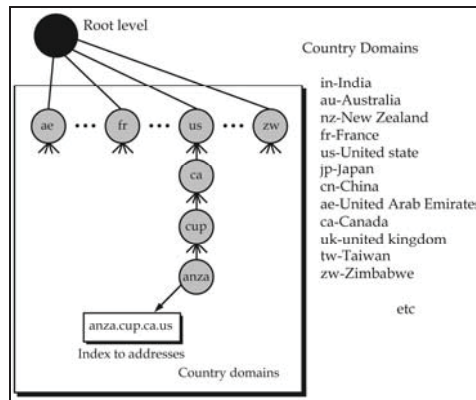 Root level
ae ••• fr ••• us ••• zw
ca
cup
anza
anza.cup.ca.us
Index to addresses
Country domains
Country Domains
in-India
au-Australia
nz-New Zealand
fr-France
us-United state
jp-Japan
cn-China
ae-United Arab Emirates
ca-Canada
uk-united kingdom
tw-Taiwan
zw-Zimbabwe
etc